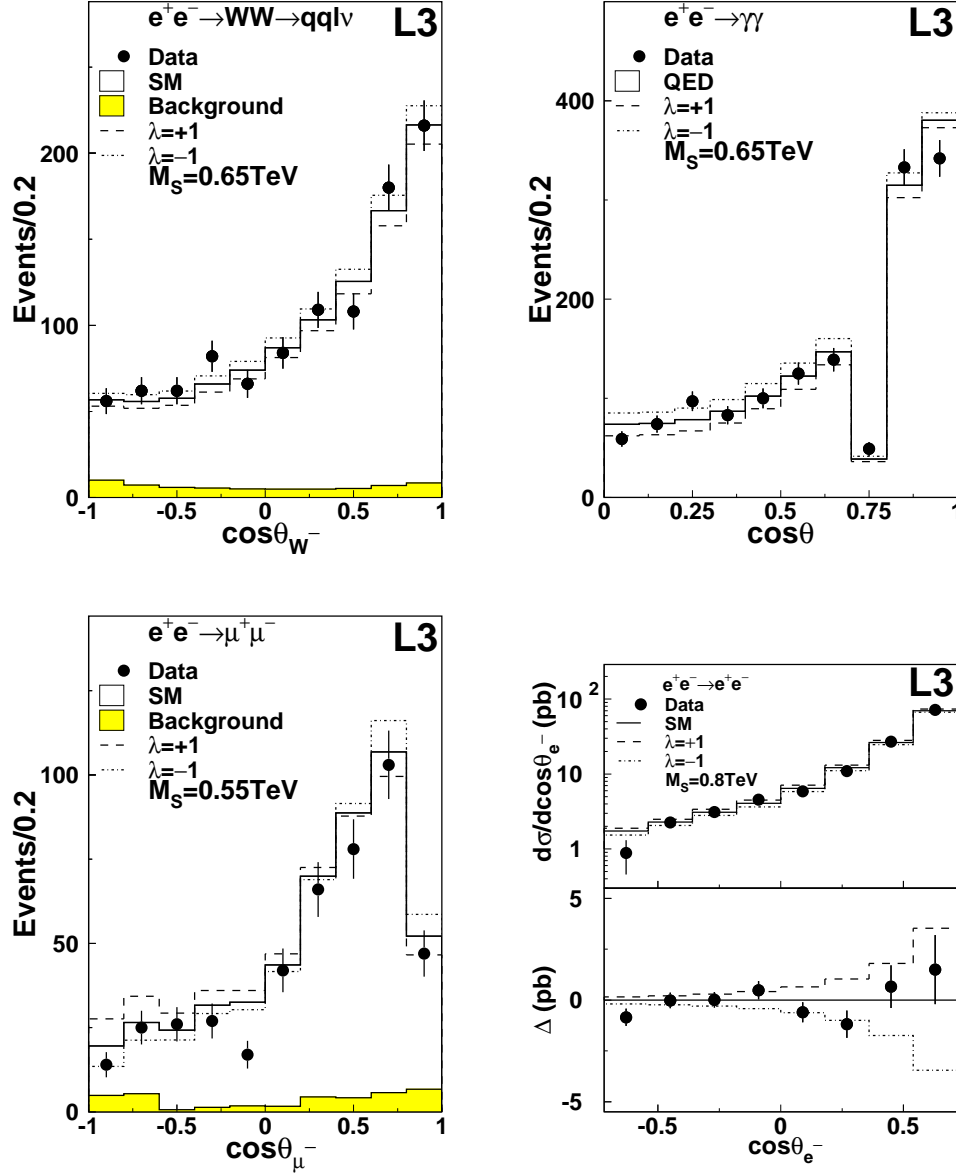 e⁺e⁻→WW→qqlν
L3
Data
SM
Background
λ=+1
λ=−1
M_S=0.65TeV
Events/0.2
0
100
200
-1
-0.5
0
0.5
1
cosθ_W⁻
e⁺e⁻→γγ
L3
Data
QED
λ=+1
λ=−1
M_S=0.65TeV
Events/0.2
0
200
400
0
0.25
0.5
0.75
1
cosθ
e⁺e⁻→μ⁺μ⁻
L3
Data
SM
Background
λ=+1
λ=−1
M_S=0.55TeV
Events/0.2
0
50
100
-1
-0.5
0
0.5
1
cosθ_μ⁻
e⁺e⁻→e⁺e⁻
L3
Data
SM
λ=+1
λ=−1
M_S=0.8TeV
dσ/dcosθ_e⁻ (pb)
10²
10
1
Δ (pb)
5
0
-5
-0.5
0
0.5
cosθ_e⁻